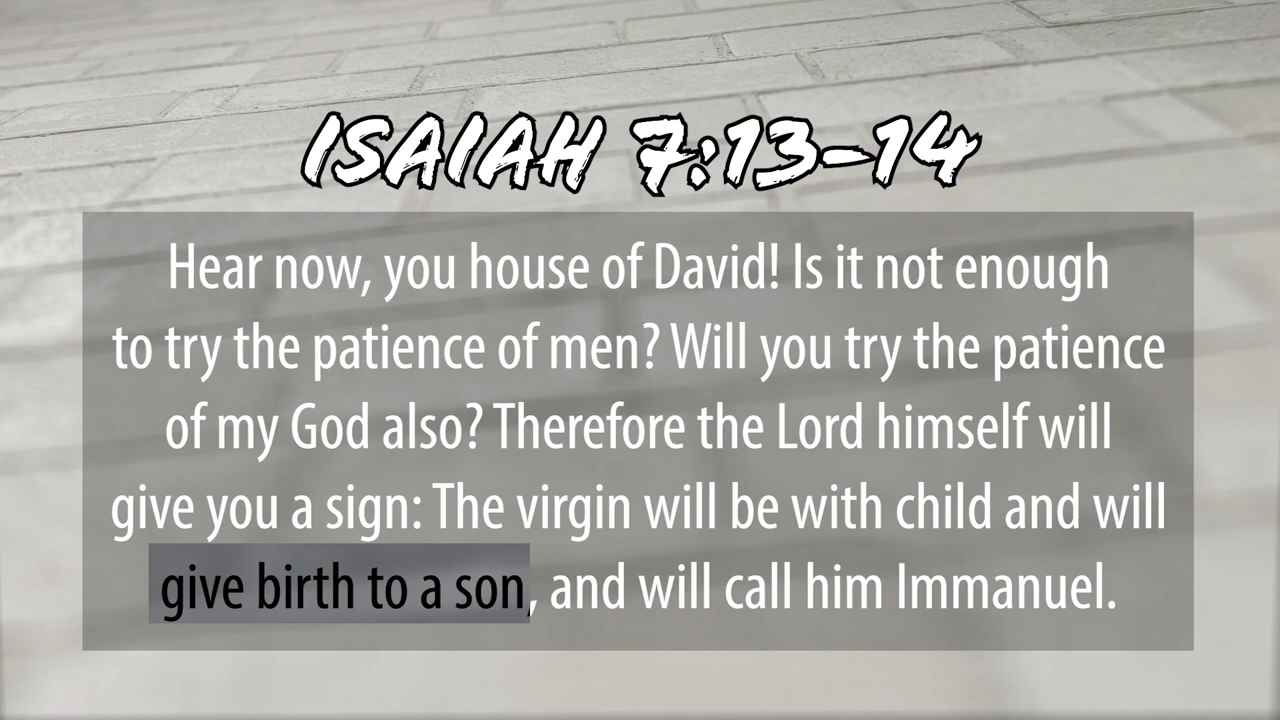 ISAIAH 7:13-14
Hear now, you house of David! Is it not enough
to try the patience of men? Will you try the patience
of my God also? Therefore the Lord himself will
give you a sign: The virgin will be with child and will
give birth to a son, and will call him Immanuel.